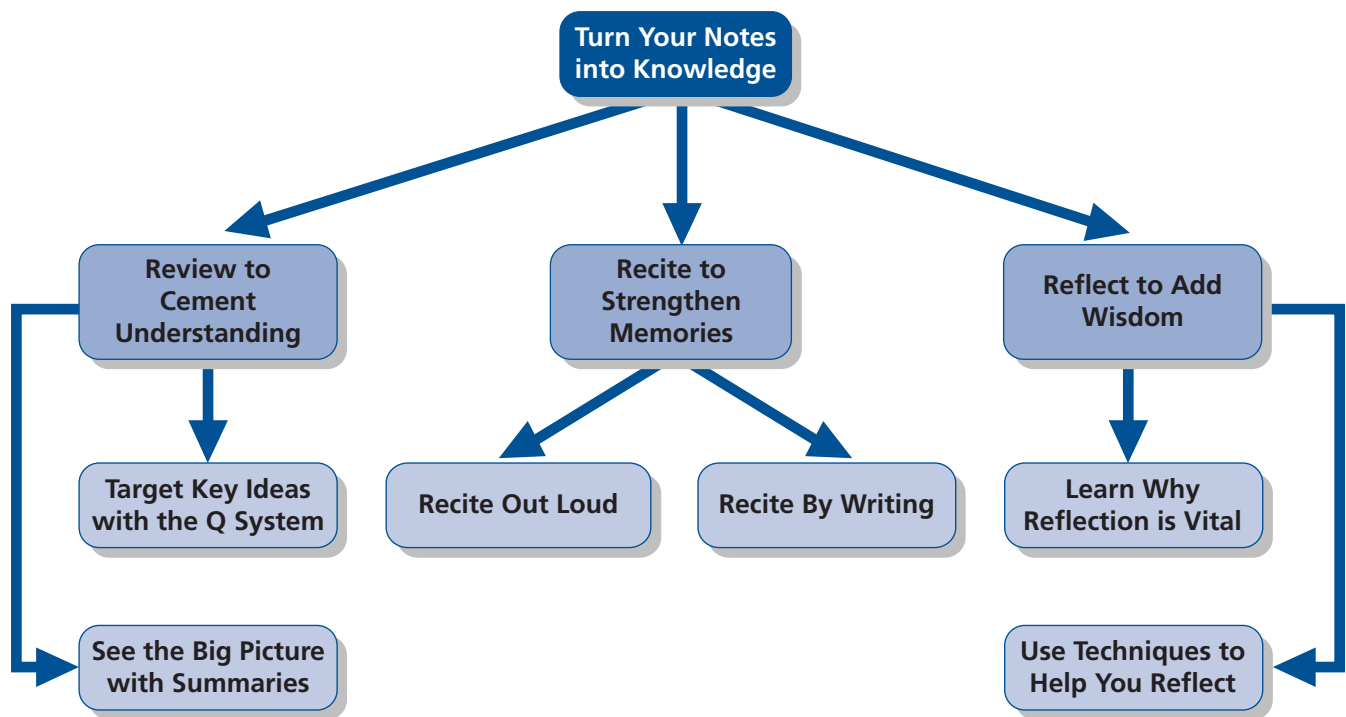 Turn Your Notes
into Knowledge
Review to
Cement
Understanding
Recite to
Strengthen
Memories
Reflect to Add
Wisdom
Target Key Ideas
with the Q System
Recite Out Loud
Recite By Writing
Learn Why
Reflection is Vital
See the Big Picture
with Summaries
Use Techniques to
Help You Reflect